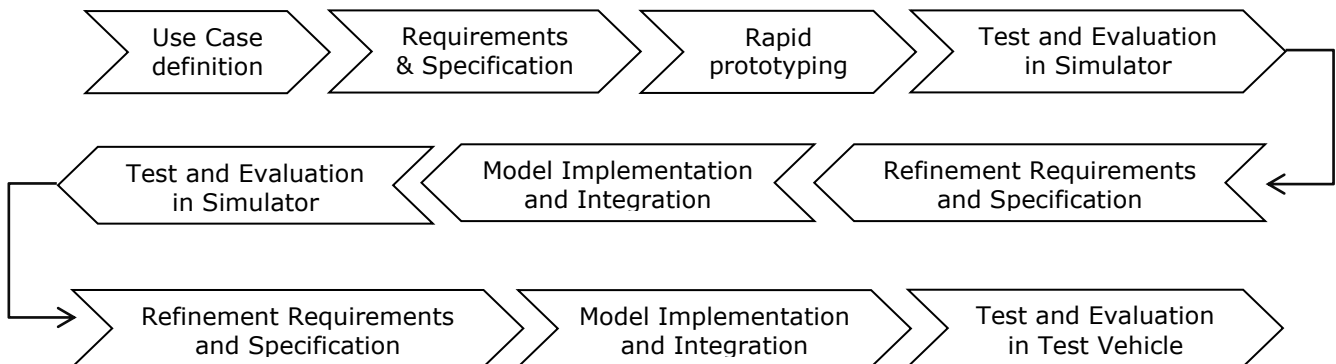 Use Case
definition
Requirements
& Specification
Rapid
prototyping
Test and Evaluation
in Simulator
Refinement Requirements
and Specification
Model Implementation
and Integration
Test and Evaluation
in Simulator
Refinement Requirements
and Specification
Model Implementation
and Integration
Test and Evaluation
in Test Vehicle